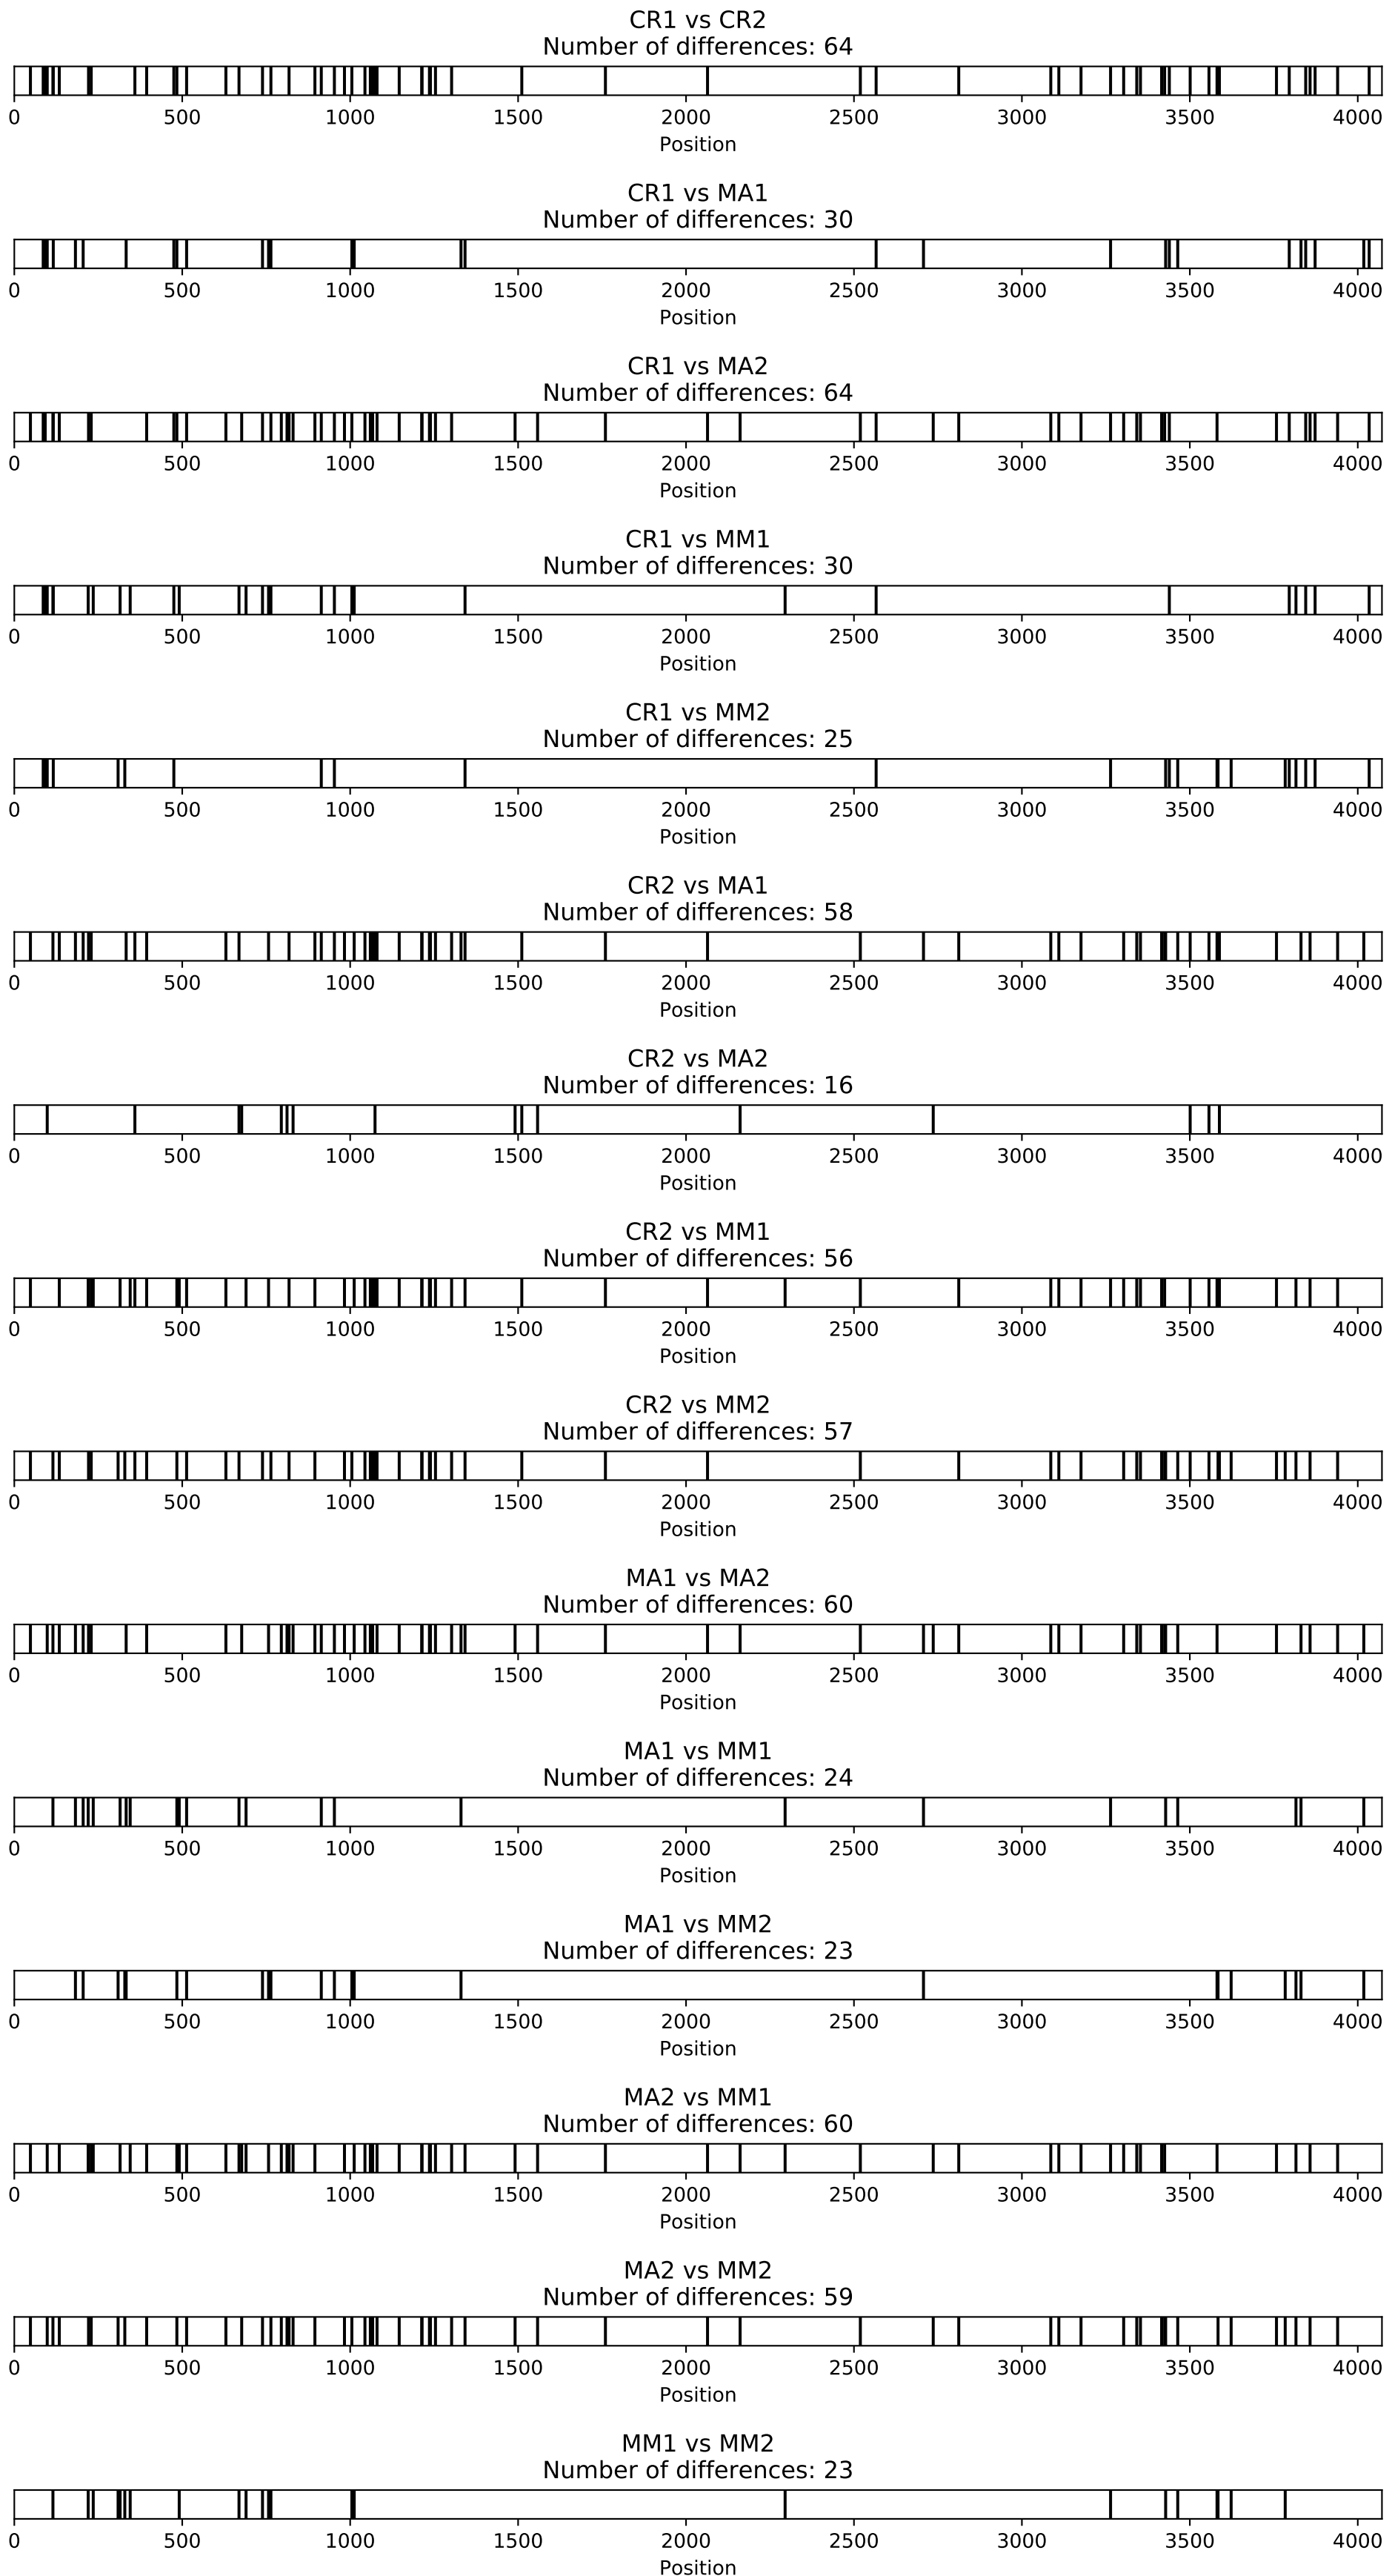 CR1 vs CR2
Number of differences: 64
0 500 1000 1500 2000 2500 3000 3500 4000
Position
CR1 vs MA1
Number of differences: 30
0 500 1000 1500 2000 2500 3000 3500 4000
Position
CR1 vs MA2
Number of differences: 64
0 500 1000 1500 2000 2500 3000 3500 4000
Position
CR1 vs MM1
Number of differences: 30
0 500 1000 1500 2000 2500 3000 3500 4000
Position
CR1 vs MM2
Number of differences: 25
0 500 1000 1500 2000 2500 3000 3500 4000
Position
CR2 vs MA1
Number of differences: 58
0 500 1000 1500 2000 2500 3000 3500 4000
Position
CR2 vs MA2
Number of differences: 16
0 500 1000 1500 2000 2500 3000 3500 4000
Position
CR2 vs MM1
Number of differences: 56
0 500 1000 1500 2000 2500 3000 3500 4000
Position
CR2 vs MM2
Number of differences: 57
0 500 1000 1500 2000 2500 3000 3500 4000
Position
MA1 vs MA2
Number of differences: 60
0 500 1000 1500 2000 2500 3000 3500 4000
Position
MA1 vs MM1
Number of differences: 24
0 500 1000 1500 2000 2500 3000 3500 4000
Position
MA1 vs MM2
Number of differences: 23
0 500 1000 1500 2000 2500 3000 3500 4000
Position
MA2 vs MM1
Number of differences: 60
0 500 1000 1500 2000 2500 3000 3500 4000
Position
MA2 vs MM2
Number of differences: 59
0 500 1000 1500 2000 2500 3000 3500 4000
Position
MM1 vs MM2
Number of differences: 23
0 500 1000 1500 2000 2500 3000 3500 4000
Position